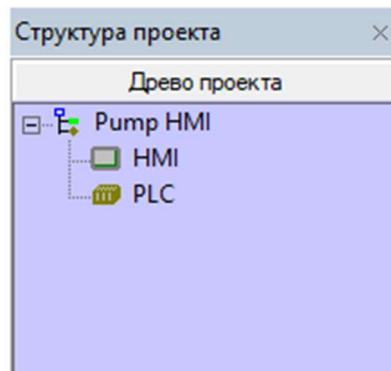 Структура проекта
Древо проекта
Pump HMI
HMI
PLC